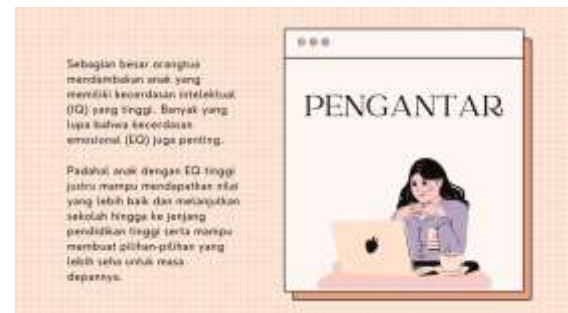 Sebagian besar orangtua
mendambakan anak yang
memiliki kecerdasan intelektual
(IQ) yang tinggi. Banyak yang
lupa bahwa kecerdasan
emosional (EQ) juga penting.
Padahal anak dengan EQ tinggi
justru mampu mendapatkan nilai
yang lebih baik dan melanjutkan
sekolah hingga ke jenjang
pendidikan tinggi serta mampu
membuat pilihan-pilihan yang
lebih seha untuk masa
depannya.
PENGANTAR